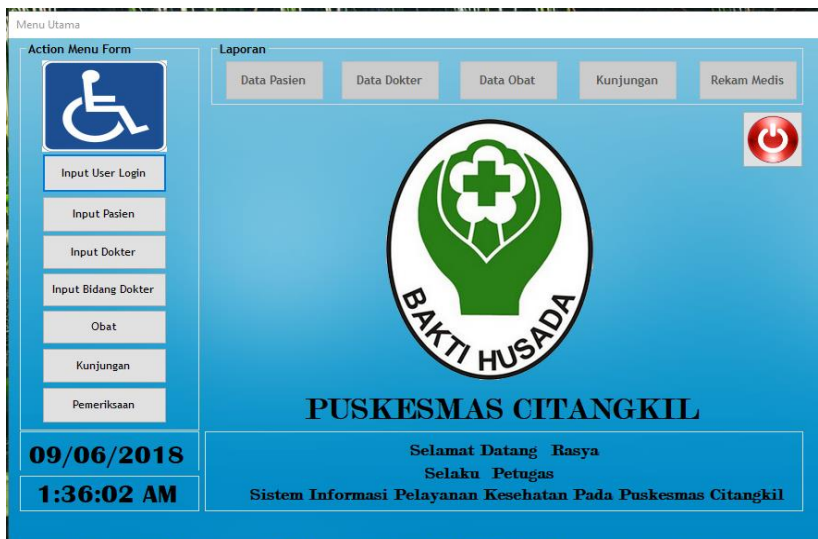 Menu Utama
Action Menu Form
Laporan
Data Pasien
Data Dokter
Data Obat
Kunjungan
Rekam Medis
Input User Login
Input Pasien
Input Dokter
Input Bidang Dokter
Obat
Kunjungan
Pemeriksaan
BAKTI HUSADA
PUSKESMAS CITANGKIL
09/06/2018
1:36:02 AM
Selamat Datang Rasya
Selaku Petugas
Sistem Informasi Pelayanan Kesehatan Pada Puskesmas Citangkil